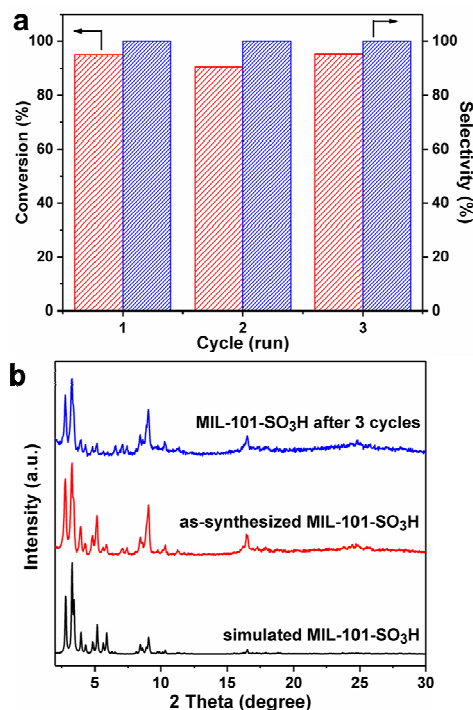 a
100 100
80 80
60 60
40 40
20 20
0 0
Conversion (%)
Selectivity (%)
1 2 3
Cycle (run)
b
MIL-101-SO₃H after 3 cycles
as-synthesized MIL-101-SO₃H
simulated MIL-101-SO₃H
Intensity (a.u.)
5 10 15 20 25 30
2 Theta (degree)